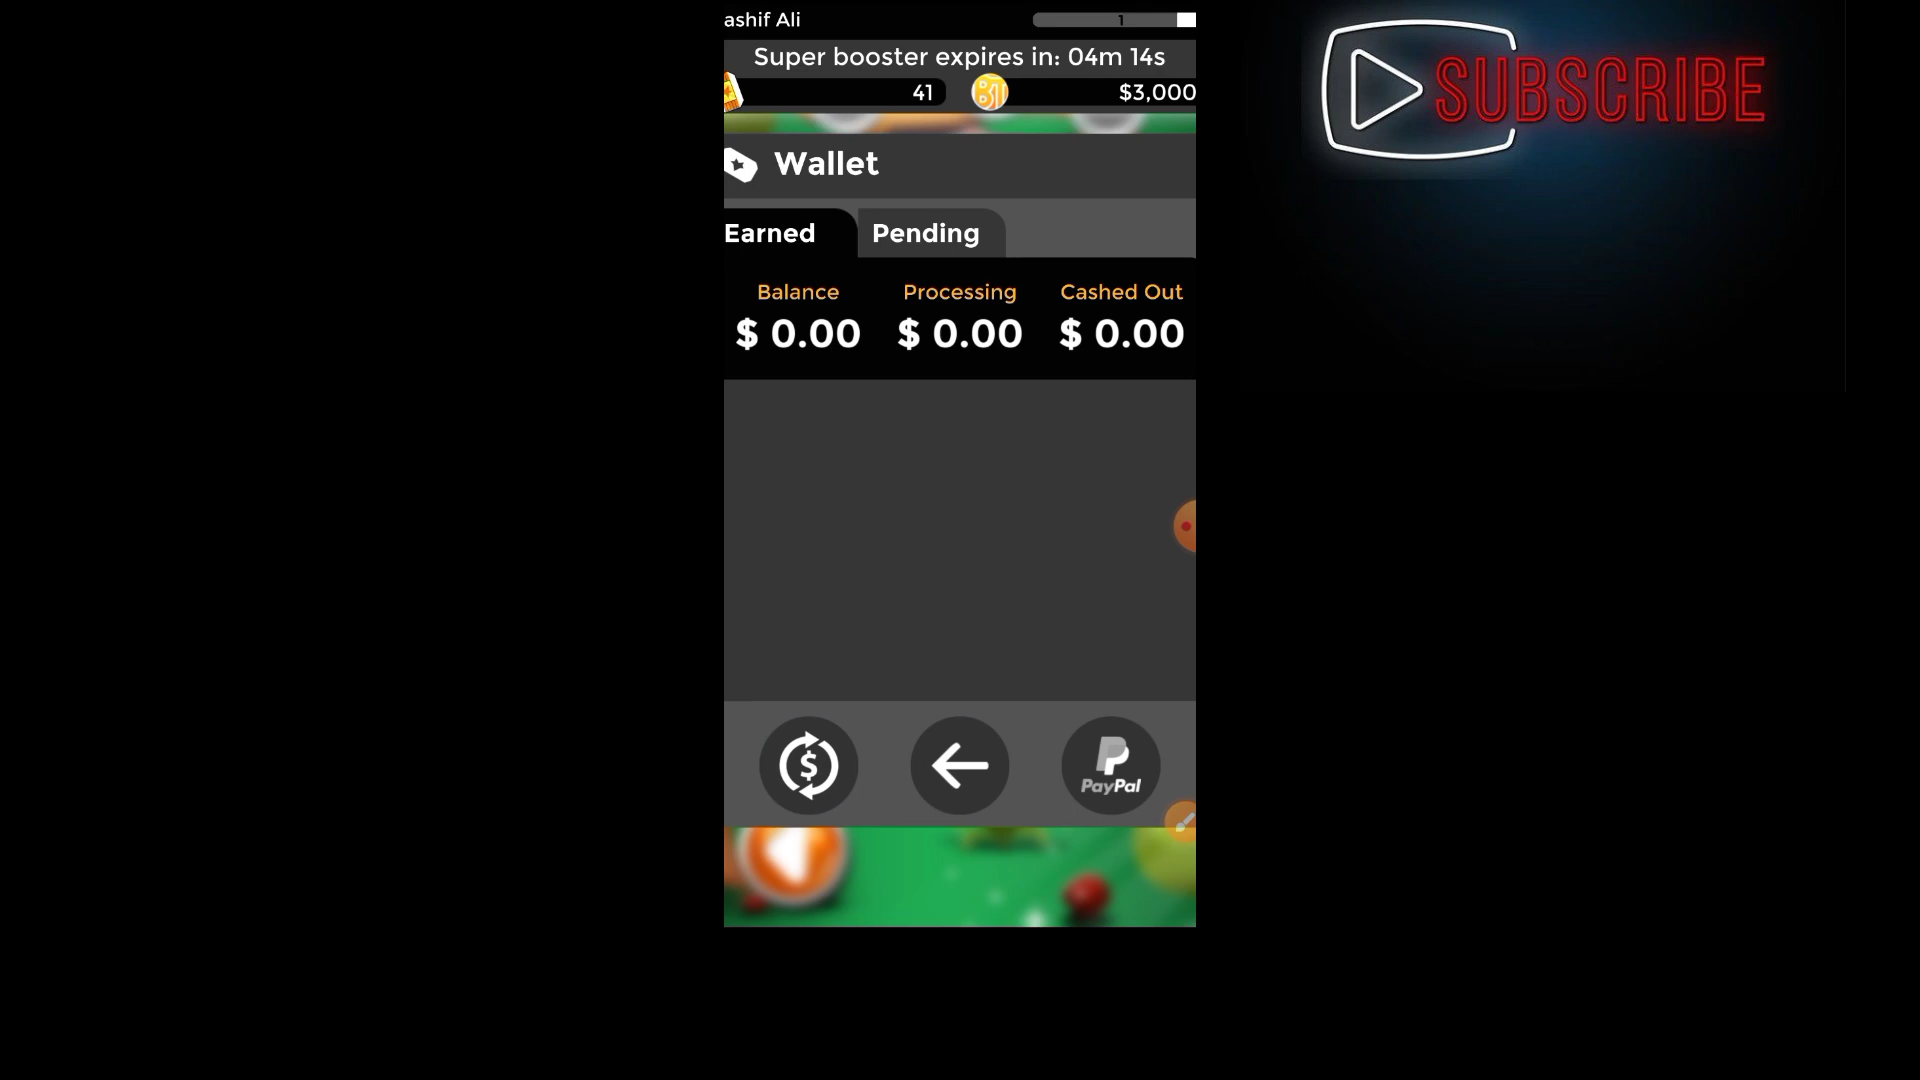 ashif Ali
1
Super booster expires in: 04m 14s
41
$3,000
SUBSCRIBE
Wallet
Earned Pending
Balance Processing Cashed Out
$ 0.00 $ 0.00 $ 0.00
$
PayPal